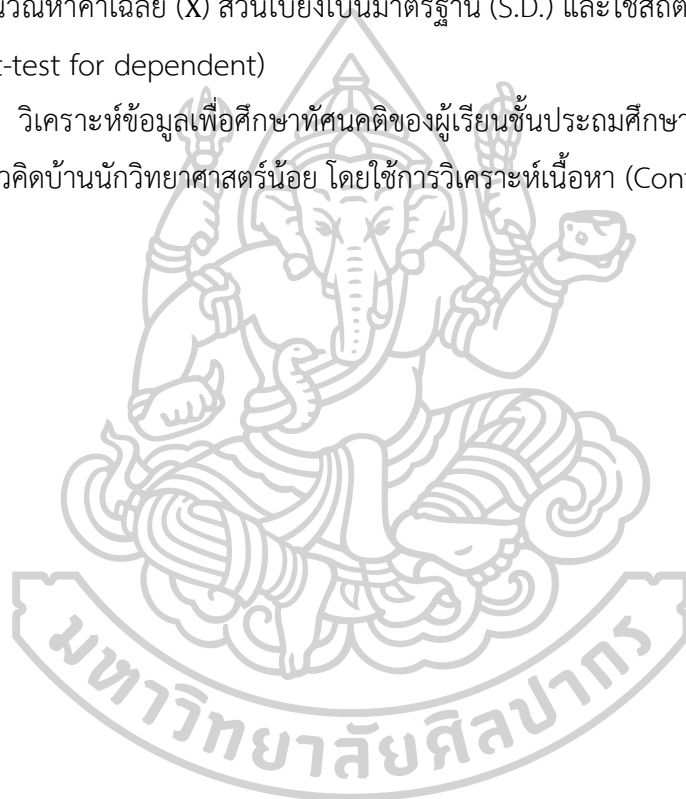 นวณหาค่าเฉลี่ย (X) ส่วนเบี่ยงเบนมาตรฐาน (S.D.) และใช้สถิต
t-test for dependent)
วิเคราะห์ข้อมูลเพื่อศึกษาทัศนคติของผู้เรียนชั้นประถมศึกษา
วคิดบ้านนักวิทยาศาสตร์น้อย โดยใช้การวิเคราะห์เนื้อหา (Con
มหาวิทยาลัยศิลปากร